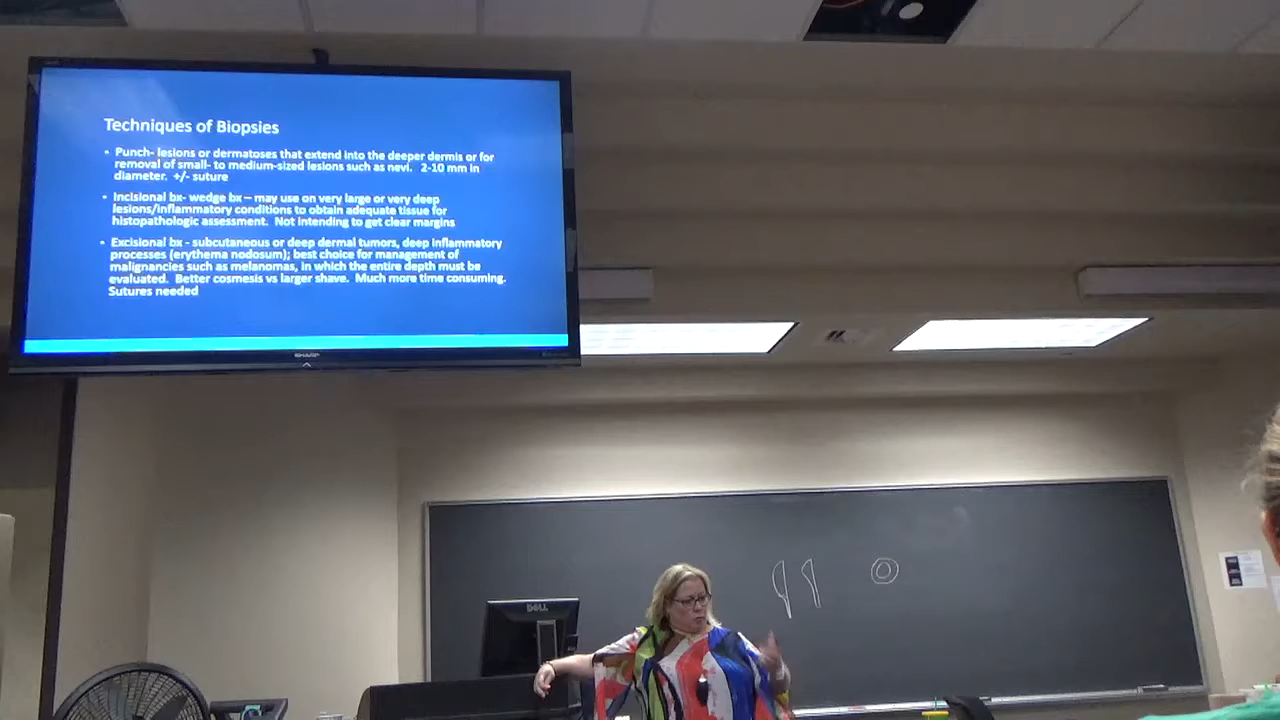 Techniques of Biopsies
• Punch- lesions or dermatoses that extend into the deeper dermis or for
removal of small- to medium-sized lesions such as nevi. 2-10 mm in
diameter. +/- suture
• Incisional bx- wedge bx – may use on very large or very deep
lesions/inflammatory conditions to obtain adequate tissue for
histopathologic assessment. Not intending to get clear margins
• Excisional bx - subcutaneous or deep dermal tumors, deep inflammatory
processes (erythema nodosum); best choice for management of
malignancies such as melanomas, in which the entire depth must be
evaluated. Better cosmesis vs larger shave. Much more time consuming.
Sutures needed
SHARP
DELL